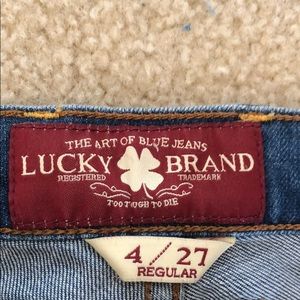 THE ART OF BLUE JEANS
LUCKY BRAND
REGISTERED TRADEMARK
TOO TOUGH TO DIE
4/27
REGULAR